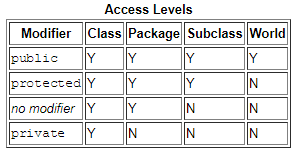 Access Levels
Modifier Class Package Subclass World
public Y Y Y Y
protected Y Y Y N
no modifier Y Y N N
private Y N N N